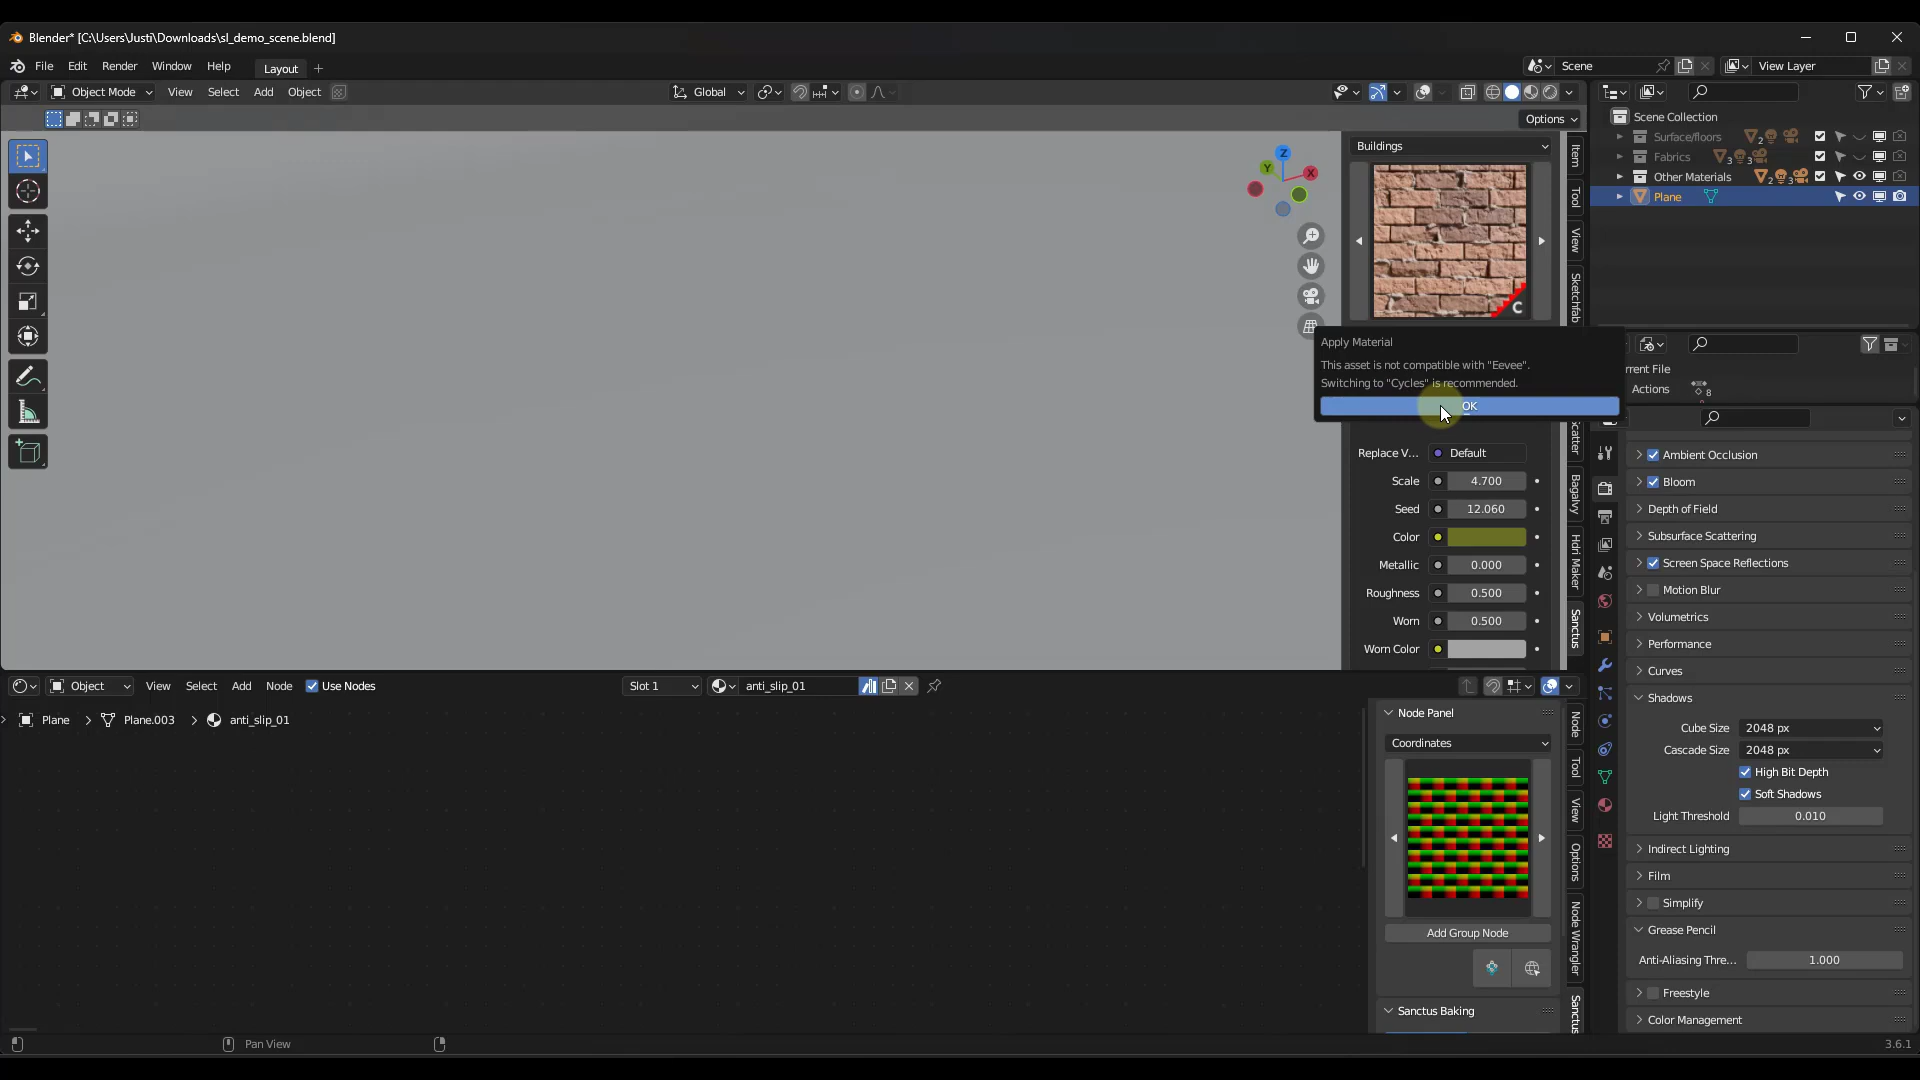 Blender* [C:\Users\Justi\Downloads\sl_demo_scene.blend]
File Edit Render Window Help Layout
Scene
View Layer
Object Mode View Select Add Object
Global
Options
Scene Collection
Surface/floors 2
Fabrics 3 3
Other Materials 2 3
Plane
Buildings
Z
Y
X
C
Item
Tool
View
Sketchfab
Apply Material
This asset is not compatible with "Eevee".
Switching to "Cycles" is recommended.
OK
rrent File
Actions 8
Bagalvy
Hdri Maker
Sanctus
Replace V... Default
Scale 4.700
Seed 12.060
Color
Metallic 0.000
Roughness 0.500
Worn 0.500
Worn Color
Ambient Occlusion
Bloom
Depth of Field
Subsurface Scattering
Screen Space Reflections
Motion Blur
Volumetrics
Performance
Curves
Shadows
Cube Size 2048 px
Cascade Size 2048 px
High Bit Depth
Soft Shadows
Light Threshold 0.010
Indirect Lighting
Film
Simplify
Grease Pencil
Anti-Aliasing Thre... 1.000
Freestyle
Color Management
Object View Select Add Node Use Nodes
Slot 1
anti_slip_01
Plane Plane.003 anti_slip_01
Node Panel
Coordinates
Add Group Node
Sanctus Baking
Node
Tool
View
Options
Node Wrangler
Sanctus
Pan View
3.6.1